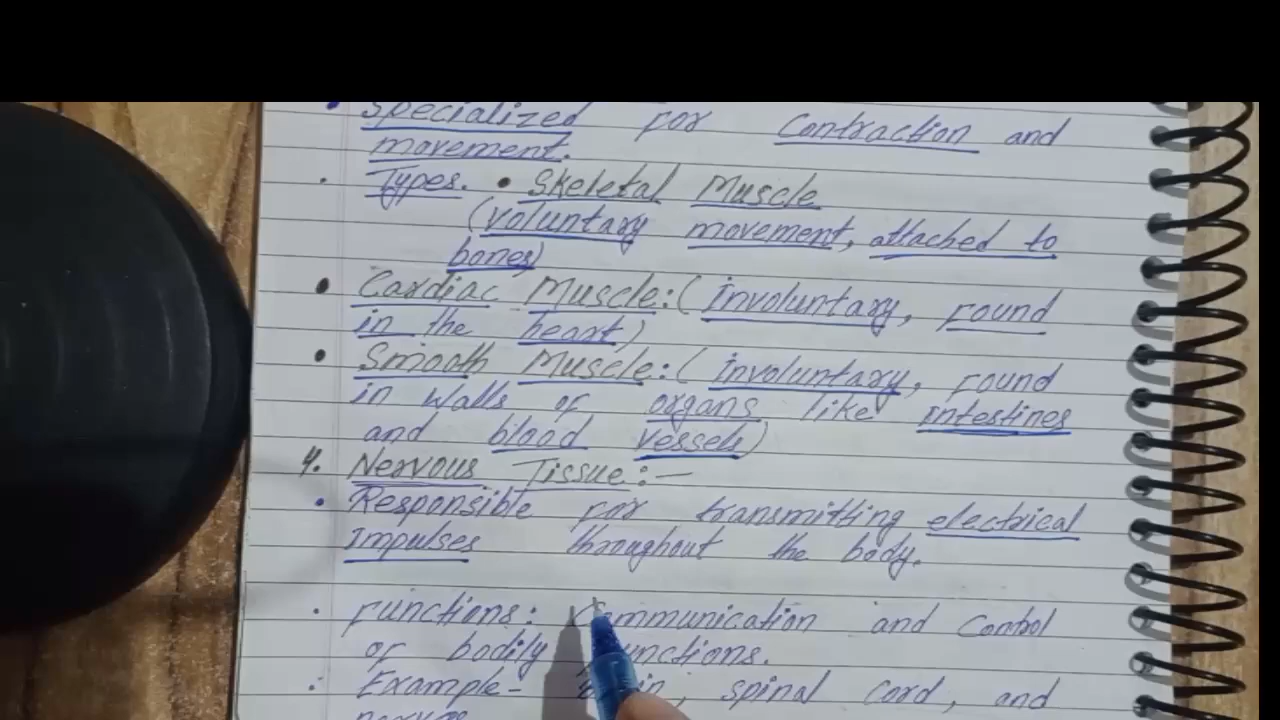 • Specialized for Contraction and
movement.
• Types. • Skeletal Muscle
(voluntary movement, attached to
bones)
• Cardiac Muscle:( Involuntary, found
in the heart)
• Smooth Muscle:( Involuntary, found
in walls of organs like intestines
and blood vessels)
4. Nervous Tissue:-
• Responsible for transmitting electrical
Impulses throughout the body.
• Functions: Communication and Control
of bodily functions.
• Example- Brain, spinal cord, and
nerves